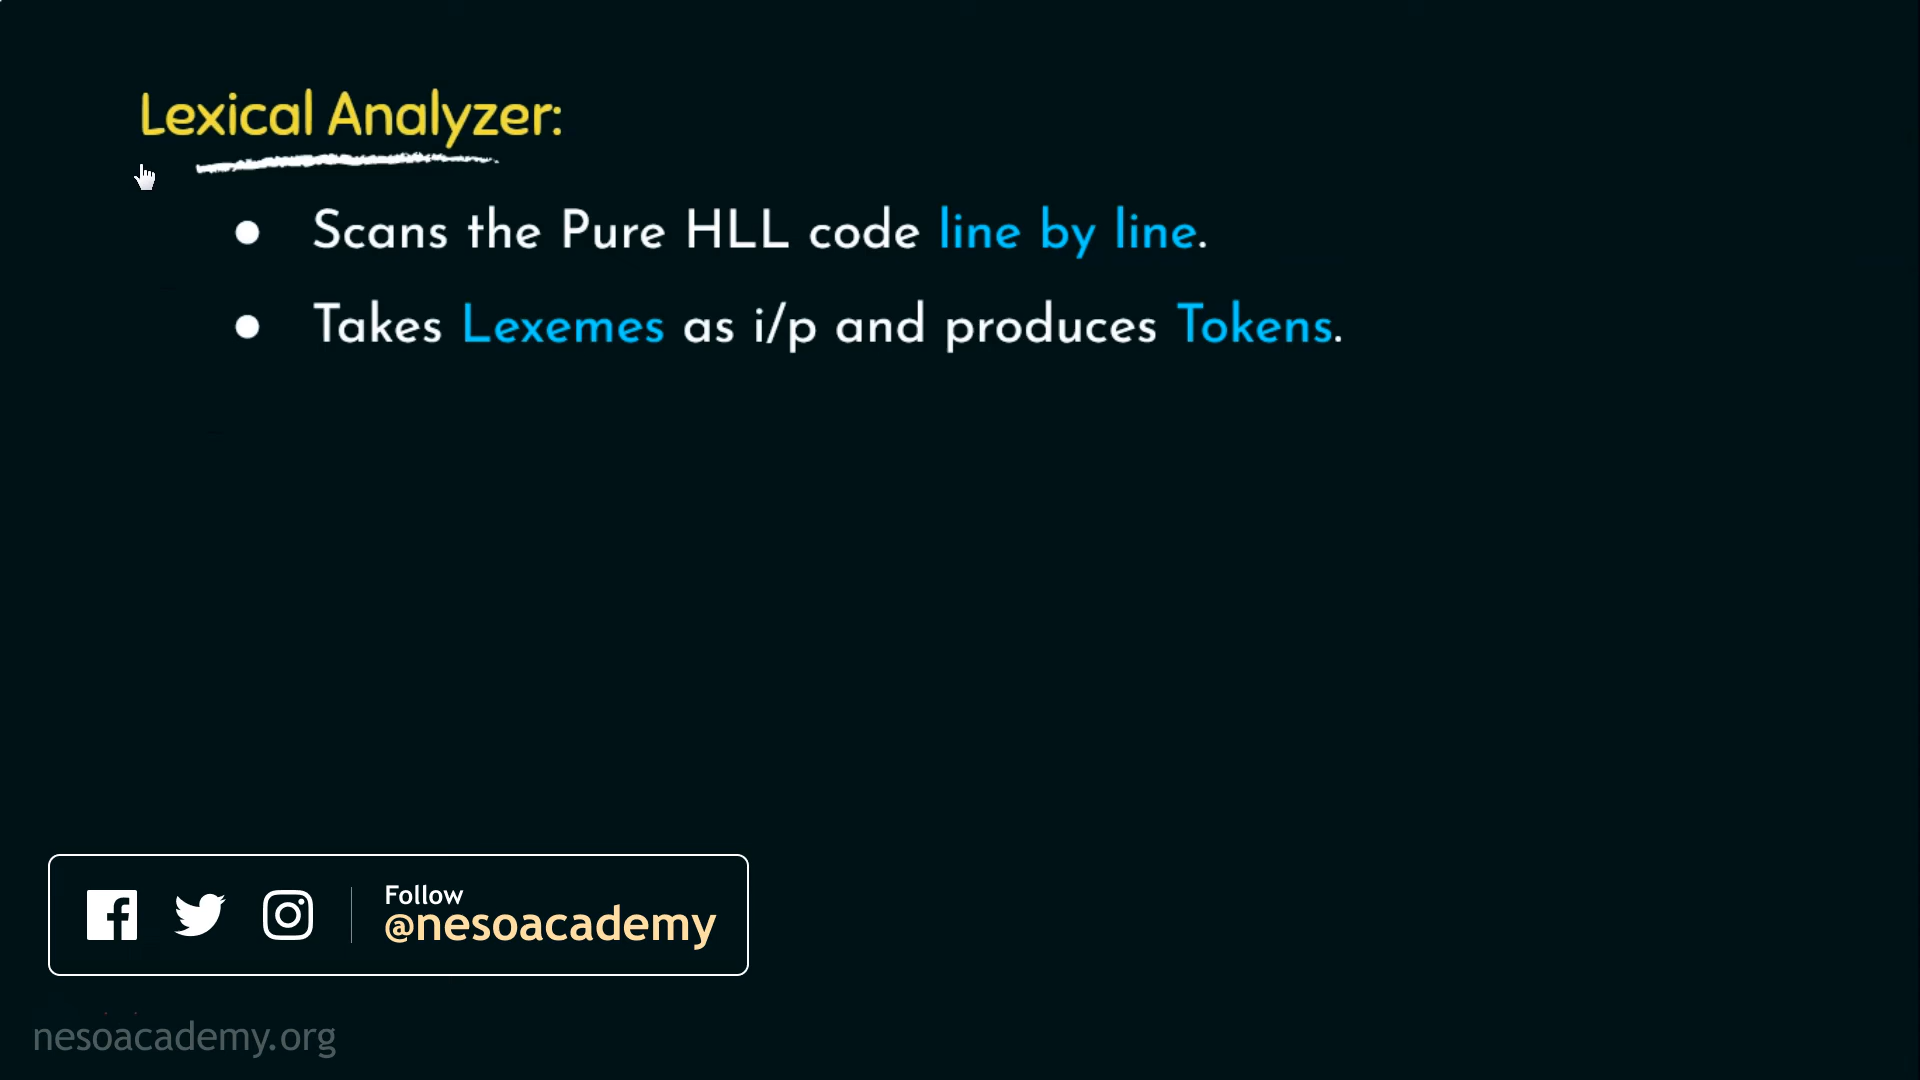 Lexical Analyzer:
● Scans the Pure HLL code line by line.
● Takes Lexemes as i/p and produces Tokens.
Follow
@nesoacademy
nesoacademy.org